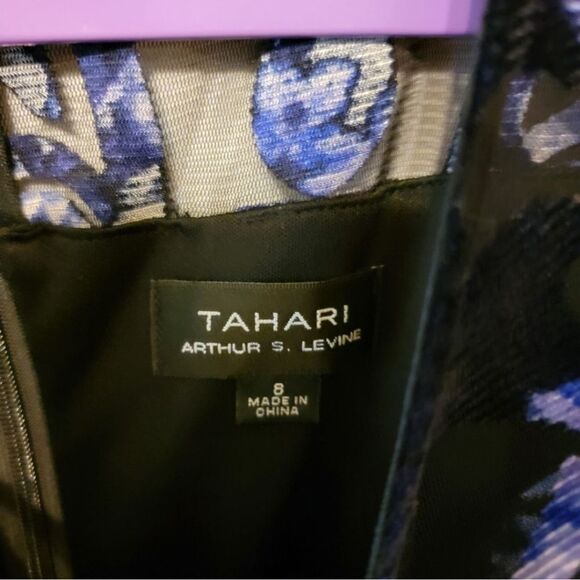 TAHARI
ARTHUR S. LEVINE
8
MADE IN
CHINA